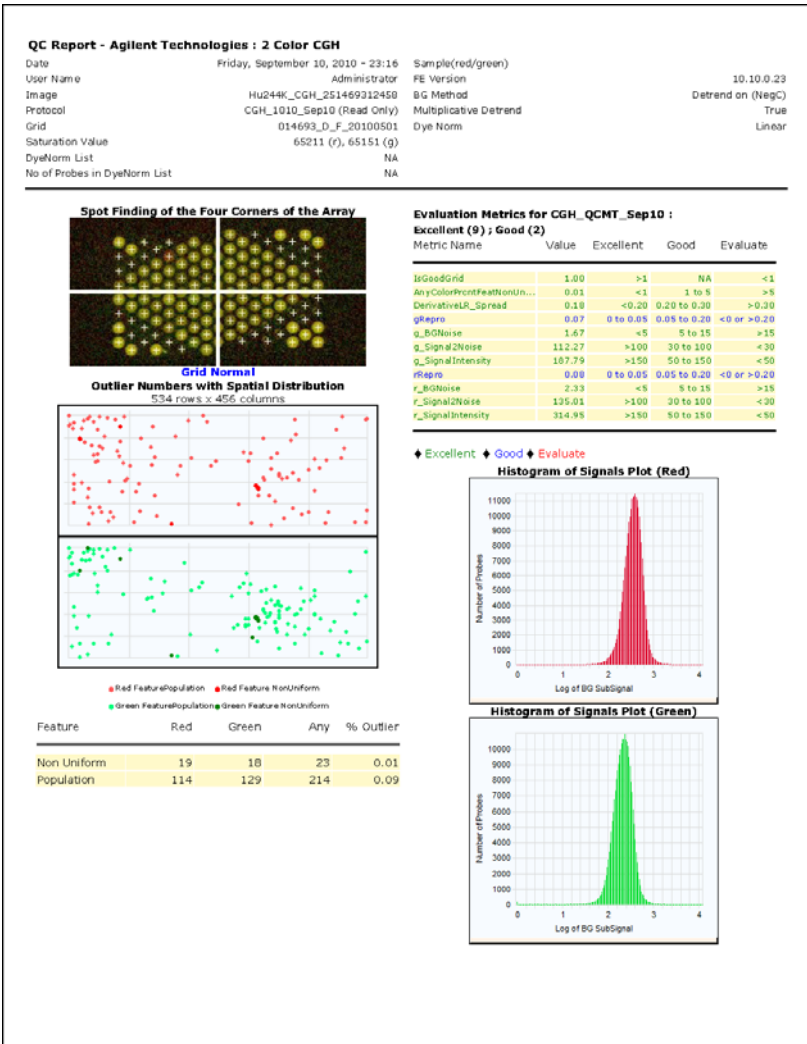 QC Report - Agilent Technologies : 2 Color CGH
Date Friday, September 10, 2010 - 23:16 Sample(red/green)
User Name Administrator FE Version 10.10.0.23
Image Hu244K_CGH_251469312458 BG Method Detrend on (NegC)
Protocol CGH_1010_Sep10 (Read Only) Multiplicative Detrend True
Grid 014693_D_F_20100501 Dye Norm Linear
Saturation Value 65211 (r), 65151 (g)
DyeNorm List NA
No of Probes in DyeNorm List NA
Spot Finding of the Four Corners of the Array
Grid Normal
Outlier Numbers with Spatial Distribution
534 rows x 456 columns
Red FeaturePopulation Red Feature NonUniform
Green FeaturePopulation Green Feature NonUniform
Feature Red Green Any % Outlier
Non Uniform 19 18 23 0.01
Population 114 129 214 0.09
Evaluation Metrics for CGH_QCMT_Sep10 :
Excellent (9) ; Good (2)
Metric Name Value Excellent Good Evaluate
IsGoodGrid 1.00 >1 NA <1
AnyColorPrcntFeatNonUn... 0.01 <1 1 to 5 >5
DerivativeLR_Spread 0.18 <0.20 0.20 to 0.30 >0.30
gRepro 0.07 0 to 0.05 0.05 to 0.20 <0 or >0.20
g_BGNoise 1.67 <5 5 to 15 >15
g_Signal2Noise 112.27 >100 30 to 100 <30
g_SignalIntensity 187.79 >150 50 to 150 <50
rRepro 0.08 0 to 0.05 0.05 to 0.20 <0 or >0.20
r_BGNoise 2.33 <5 5 to 15 >15
r_Signal2Noise 135.01 >100 30 to 100 <30
r_SignalIntensity 314.95 >150 50 to 150 <50
Excellent Good Evaluate
Histogram of Signals Plot (Red)
Number of Probes
11000
10000
9000
8000
7000
6000
5000
4000
3000
2000
1000
0
0 1 2 3 4
Log of BG SubSignal
Histogram of Signals Plot (Green)
Number of Probes
10000
9000
8000
7000
6000
5000
4000
3000
2000
1000
0
0 1 2 3 4
Log of BG SubSignal